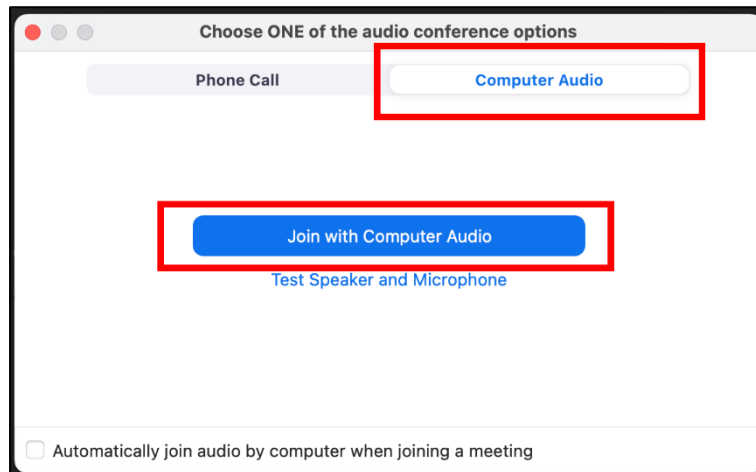 Choose ONE of the audio conference options
Phone Call
Computer Audio
Join with Computer Audio
Test Speaker and Microphone
Automatically join audio by computer when joining a meeting